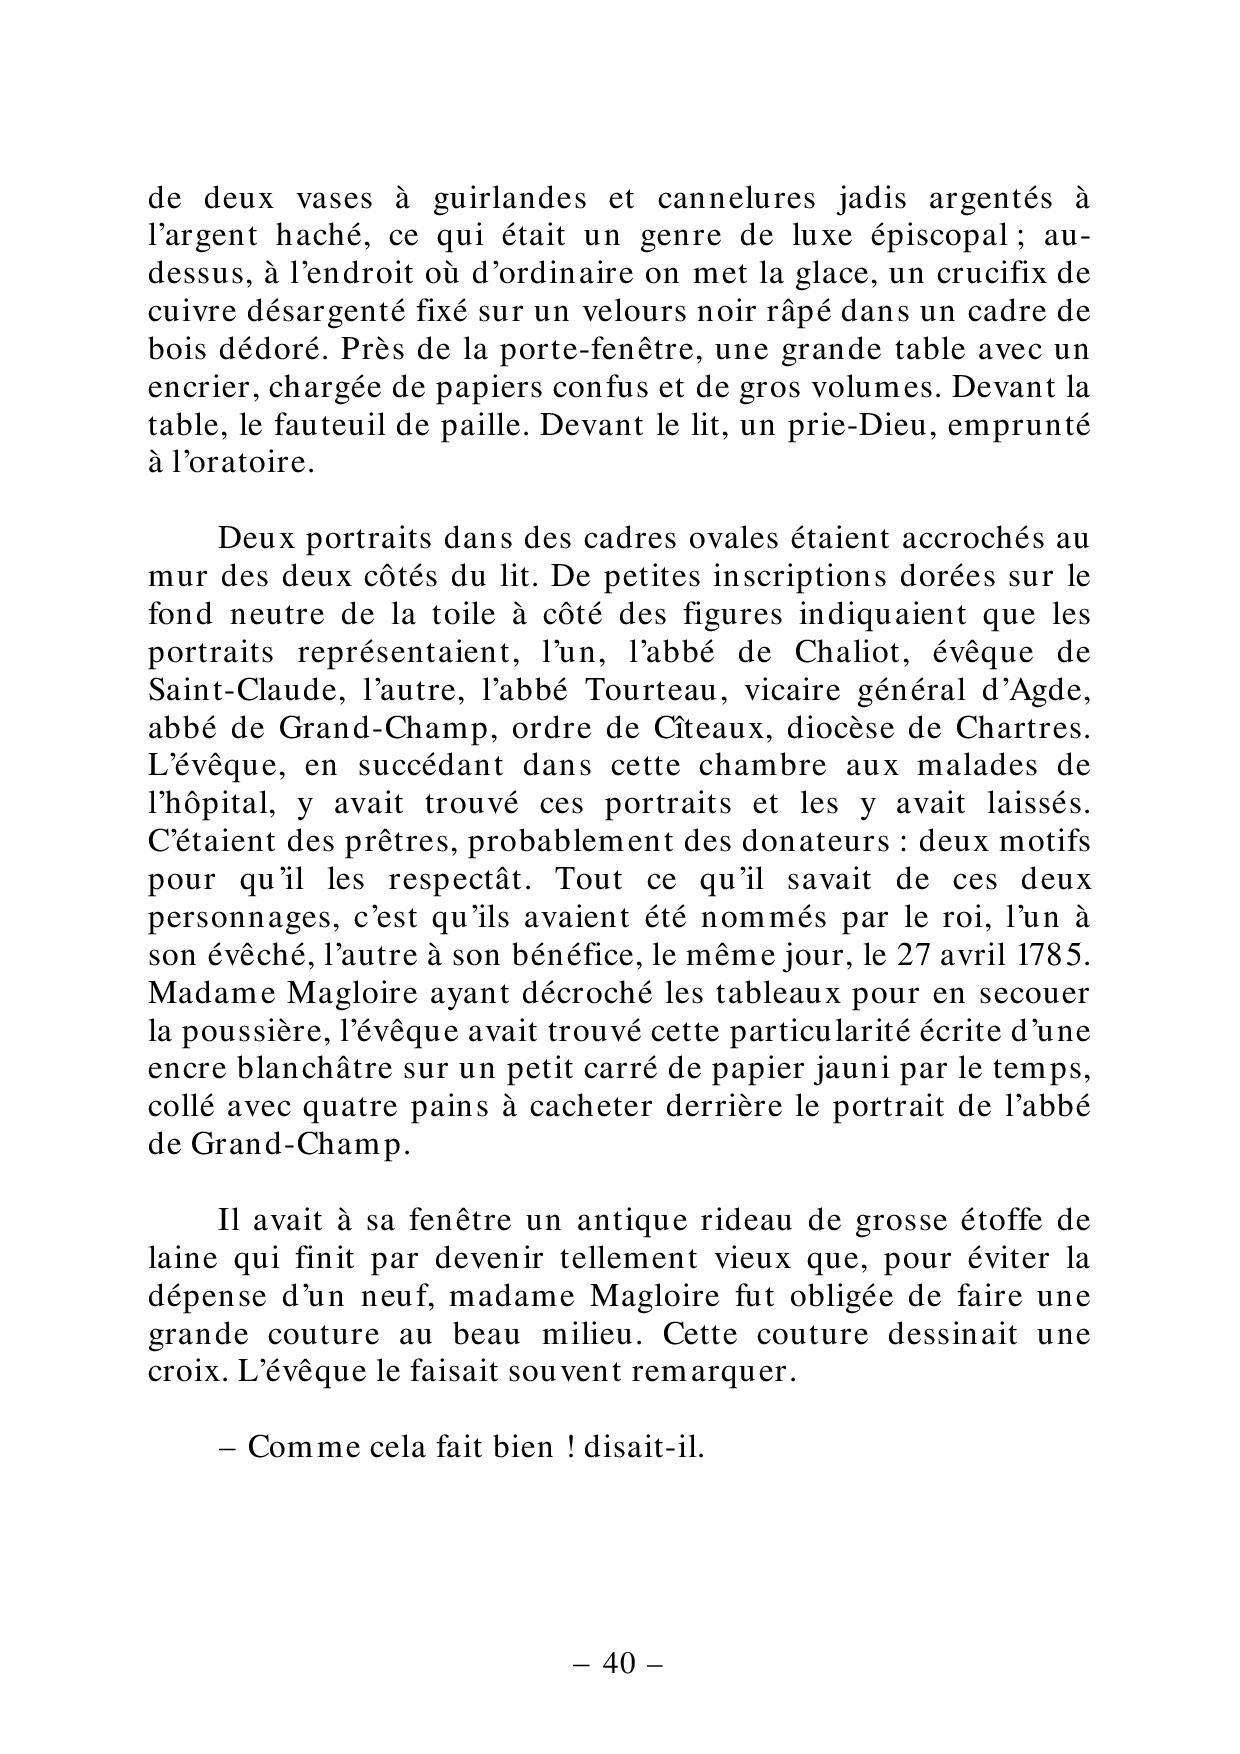 de deux vases à guirlandes et cannelures jadis argentés à
l’argent haché, ce qui était un genre de luxe épiscopal ; au-
dessus, à l’endroit où d’ordinaire on met la glace, un crucifix de
cuivre désargenté fixé sur un velours noir râpé dans un cadre de
bois dédoré. Près de la porte-fenêtre, une grande table avec un
encrier, chargée de papiers confus et de gros volumes. Devant la
table, le fauteuil de paille. Devant le lit, un prie-Dieu, emprunté
à l’oratoire.
Deux portraits dans des cadres ovales étaient accrochés au
mur des deux côtés du lit. De petites inscriptions dorées sur le
fond neutre de la toile à côté des figures indiquaient que les
portraits représentaient, l’un, l’abbé de Chaliot, évêque de
Saint-Claude, l’autre, l’abbé Tourteau, vicaire général d’Agde,
abbé de Grand-Champ, ordre de Cîteaux, diocèse de Chartres.
L’évêque, en succédant dans cette chambre aux malades de
l’hôpital, y avait trouvé ces portraits et les y avait laissés.
C’étaient des prêtres, probablement des donateurs : deux motifs
pour qu’il les respectât. Tout ce qu’il savait de ces deux
personnages, c’est qu’ils avaient été nommés par le roi, l’un à
son évêché, l’autre à son bénéfice, le même jour, le 27 avril 1785.
Madame Magloire ayant décroché les tableaux pour en secouer
la poussière, l’évêque avait trouvé cette particularité écrite d’une
encre blanchâtre sur un petit carré de papier jauni par le temps,
collé avec quatre pains à cacheter derrière le portrait de l’abbé
de Grand-Champ.
Il avait à sa fenêtre un antique rideau de grosse étoffe de
laine qui finit par devenir tellement vieux que, pour éviter la
dépense d’un neuf, madame Magloire fut obligée de faire une
grande couture au beau milieu. Cette couture dessinait une
croix. L’évêque le faisait souvent remarquer.
– Comme cela fait bien ! disait-il.
– 40 –